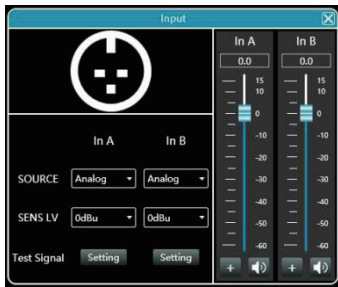 Input
In A In B
0.0 0.0
15 15
10 10
0 0
-10 -10
-20 -20
-30 -30
-40 -40
-50 -50
-60 -60
+ +
In A In B
SOURCE Analog Analog
SENS LV 0dBu 0dBu
Test Signal Setting Setting